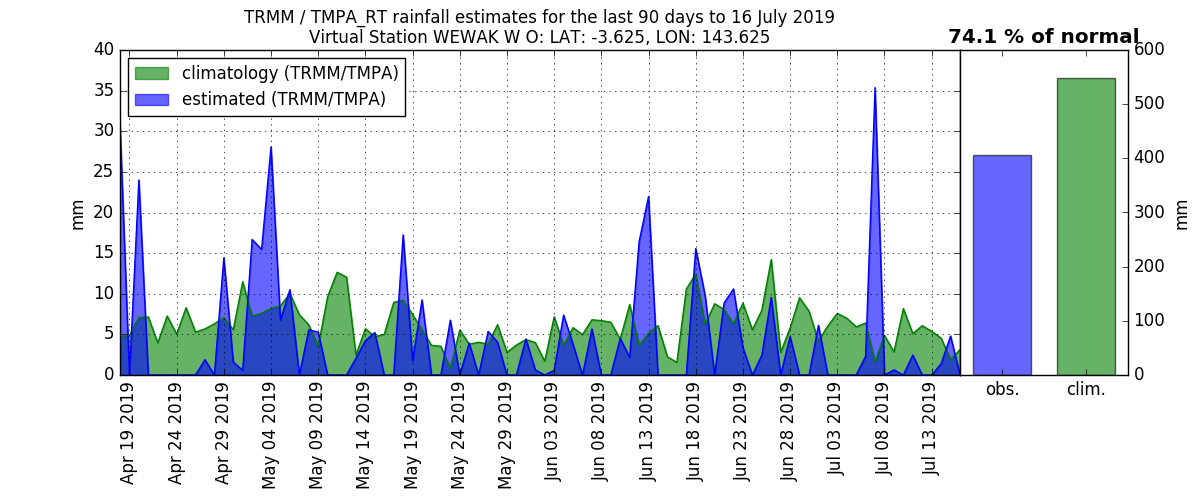 TRMM / TMPA_RT rainfall estimates for the last 90 days to 16 July 2019
Virtual Station WEWAK W O: LAT: -3.625, LON: 143.625
74.1 % of normal
climatology (TRMM/TMPA)
estimated (TRMM/TMPA)
mm
40
35
30
25
20
15
10
5
0
Apr 19 2019
Apr 24 2019
Apr 29 2019
May 04 2019
May 09 2019
May 14 2019
May 19 2019
May 24 2019
May 29 2019
Jun 03 2019
Jun 08 2019
Jun 13 2019
Jun 18 2019
Jun 23 2019
Jun 28 2019
Jul 03 2019
Jul 08 2019
Jul 13 2019
obs.
clim.
600
500
400
300
200
100
0
mm